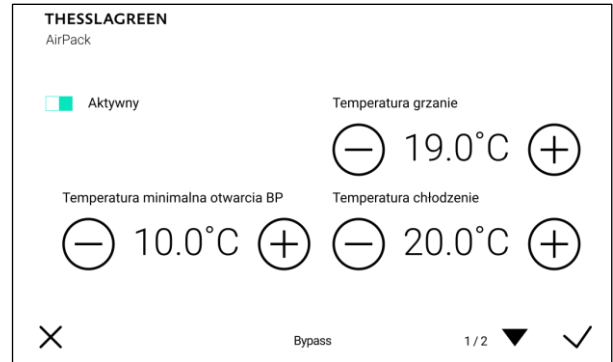 THESSLAGREEN
AirPack
Aktywny
Temperatura grzanie
19.0°C
Temperatura minimalna otwarcia BP
Temperatura chłodzenie
10.0°C
20.0°C
Bypass
1/2